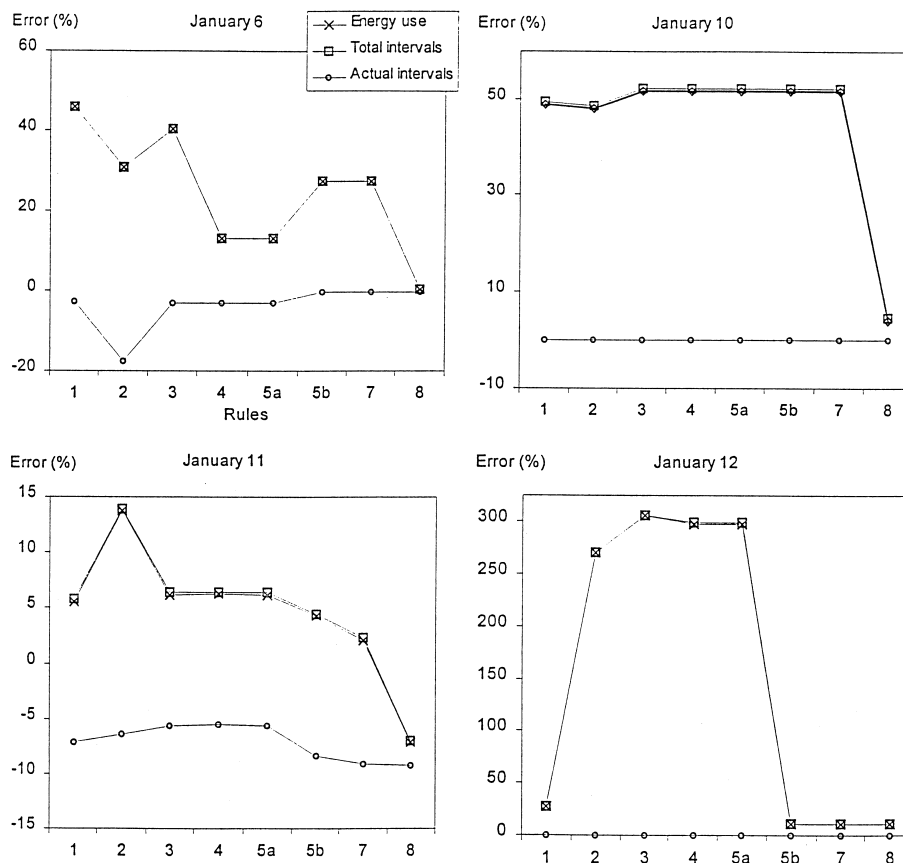 Error (%)
January 6
Energy use
Total intervals
Actual intervals
60
40
20
0
-20
1 2 3 4 5a 5b 7 8
Rules
Error (%)
January 10
50
30
10
-10
1 2 3 4 5a 5b 7 8
Error (%)
January 11
15
10
5
0
-5
-10
-15
1 2 3 4 5a 5b 7 8
Error (%)
January 12
300
250
200
150
100
50
0
1 2 3 4 5a 5b 7 8